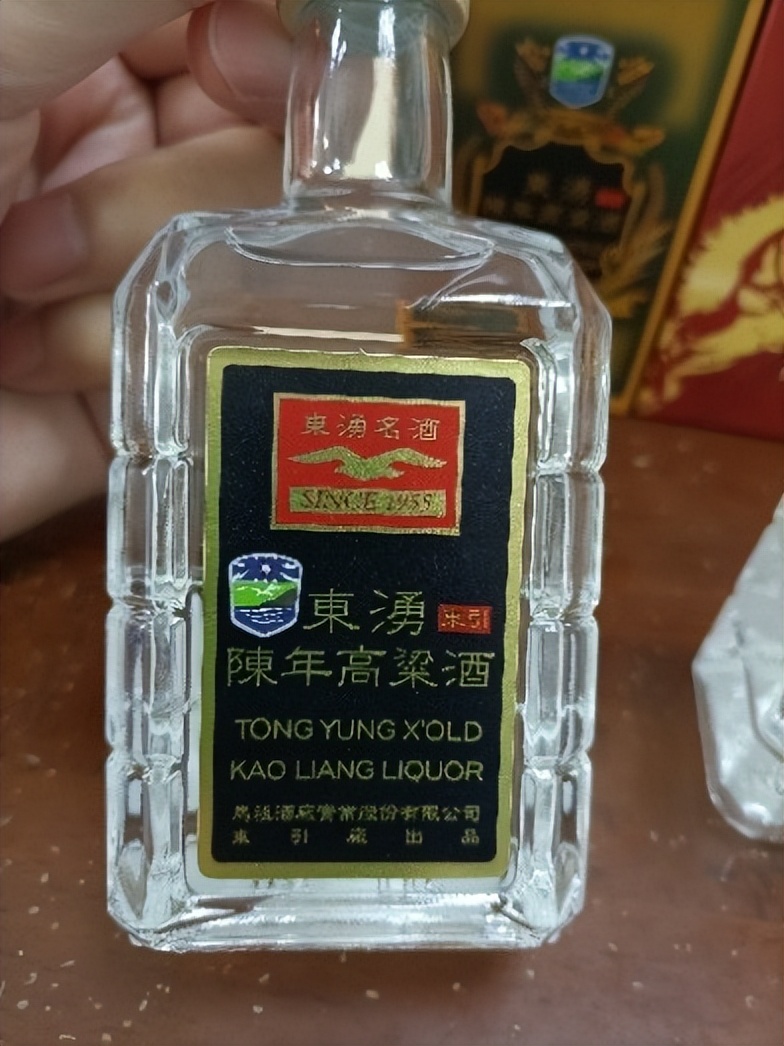 東湧名酒
SINCE 1955
東湧 東引
陳年高粱酒
TONG YUNG X'OLD
KAO LIANG LIQUOR
馬祖酒廠實業股份有限公司
東引廠出品
東湧